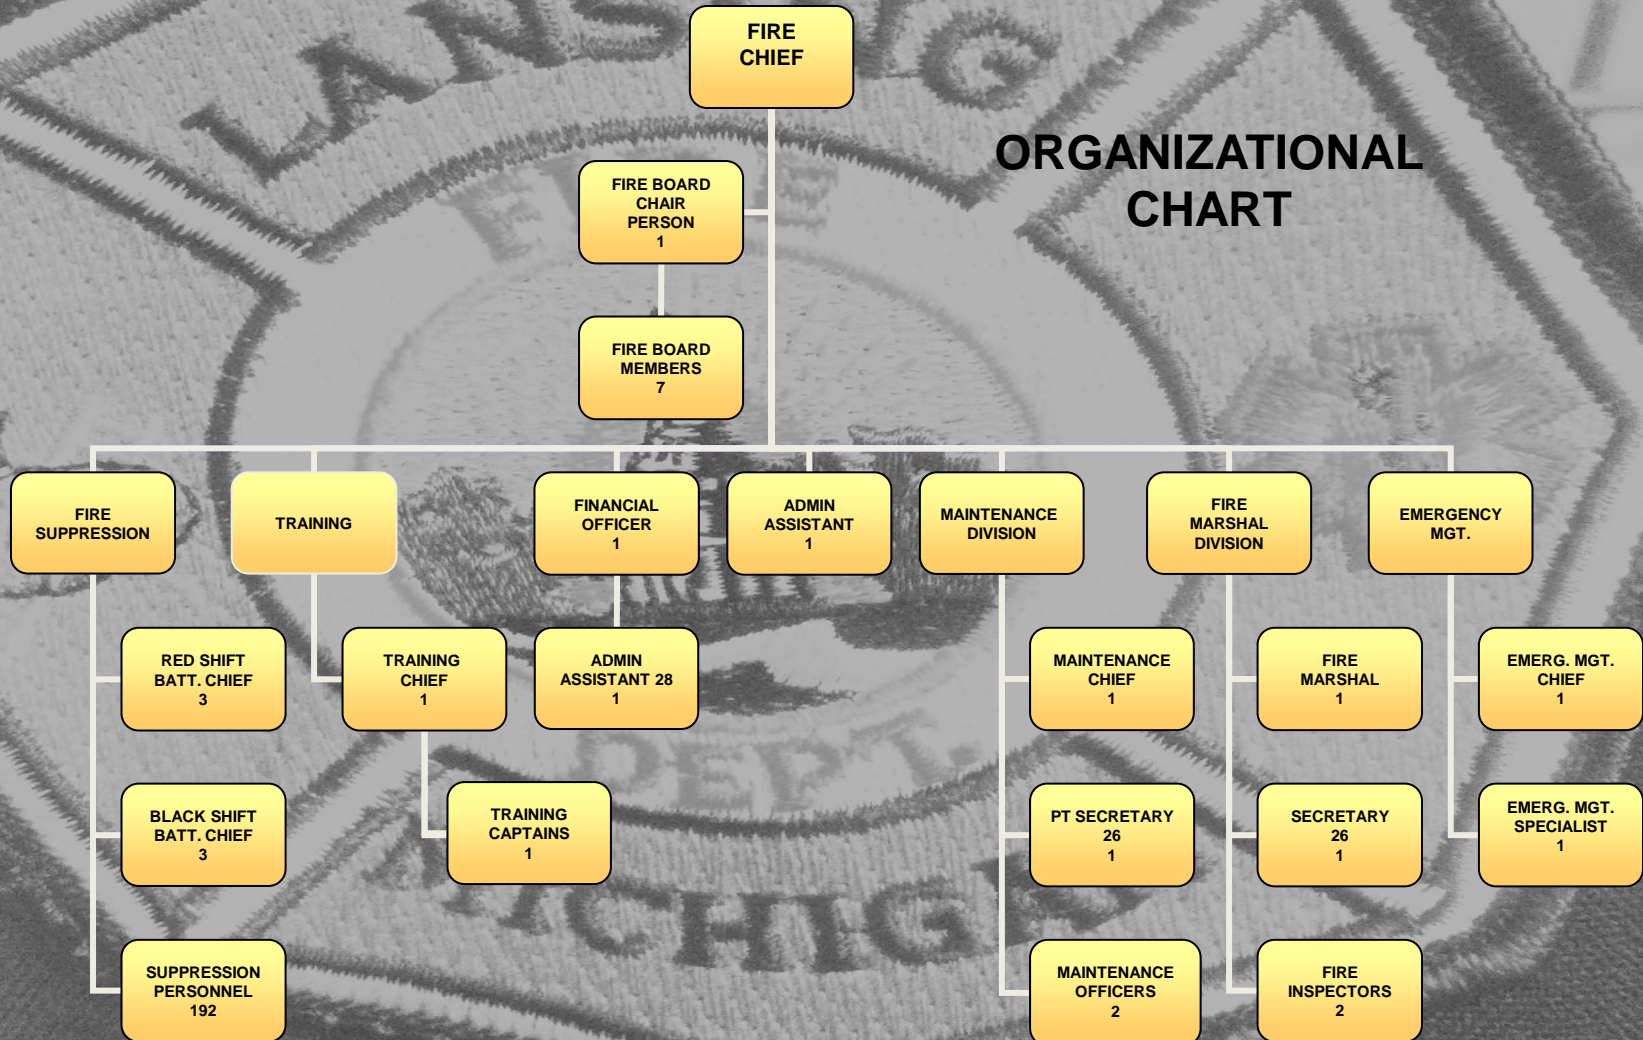 FIRE
CHIEF
ORGANIZATIONAL
CHART
FIRE BOARD
CHAIR
PERSON
1
FIRE BOARD
MEMBERS
7
FIRE
SUPPRESSION
TRAINING
FINANCIAL
OFFICER
1
ADMIN
ASSISTANT
1
MAINTENANCE
DIVISION
FIRE
MARSHAL
DIVISION
EMERGENCY
MGT.
RED SHIFT
BATT. CHIEF
3
TRAINING
CHIEF
1
ADMIN
ASSISTANT 28
1
MAINTENANCE
CHIEF
1
FIRE
MARSHAL
1
EMERG. MGT.
CHIEF
1
BLACK SHIFT
BATT. CHIEF
3
TRAINING
CAPTAINS
1
PT SECRETARY
26
1
SECRETARY
26
1
EMERG. MGT.
SPECIALIST
1
SUPPRESSION
PERSONNEL
192
MAINTENANCE
OFFICERS
2
FIRE
INSPECTORS
2
DEPT.